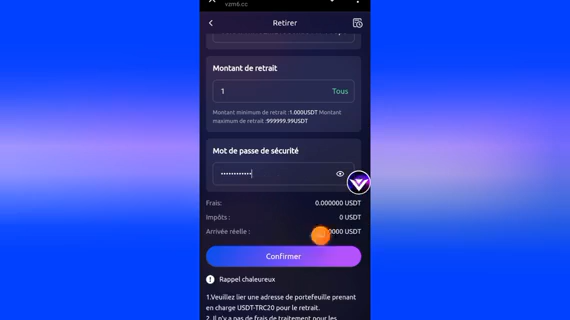 vzm6.cc
Retirer
Montant de retrait
1
Tous
Montant minimum de retrait :1.000USDT Montant
maximum de retrait :999999.99USDT
Mot de passe de sécurité
Frais:
0.000000 USDT
Impôts :
0 USDT
Arrivée réelle :
0000 USDT
Confirmer
Rappel chaleureux
1.Veuillez lier une adresse de portefeuille prenant
en charge USDT-TRC20 pour le retrait.
2. Il n'y a pas de frais de traitement pour les